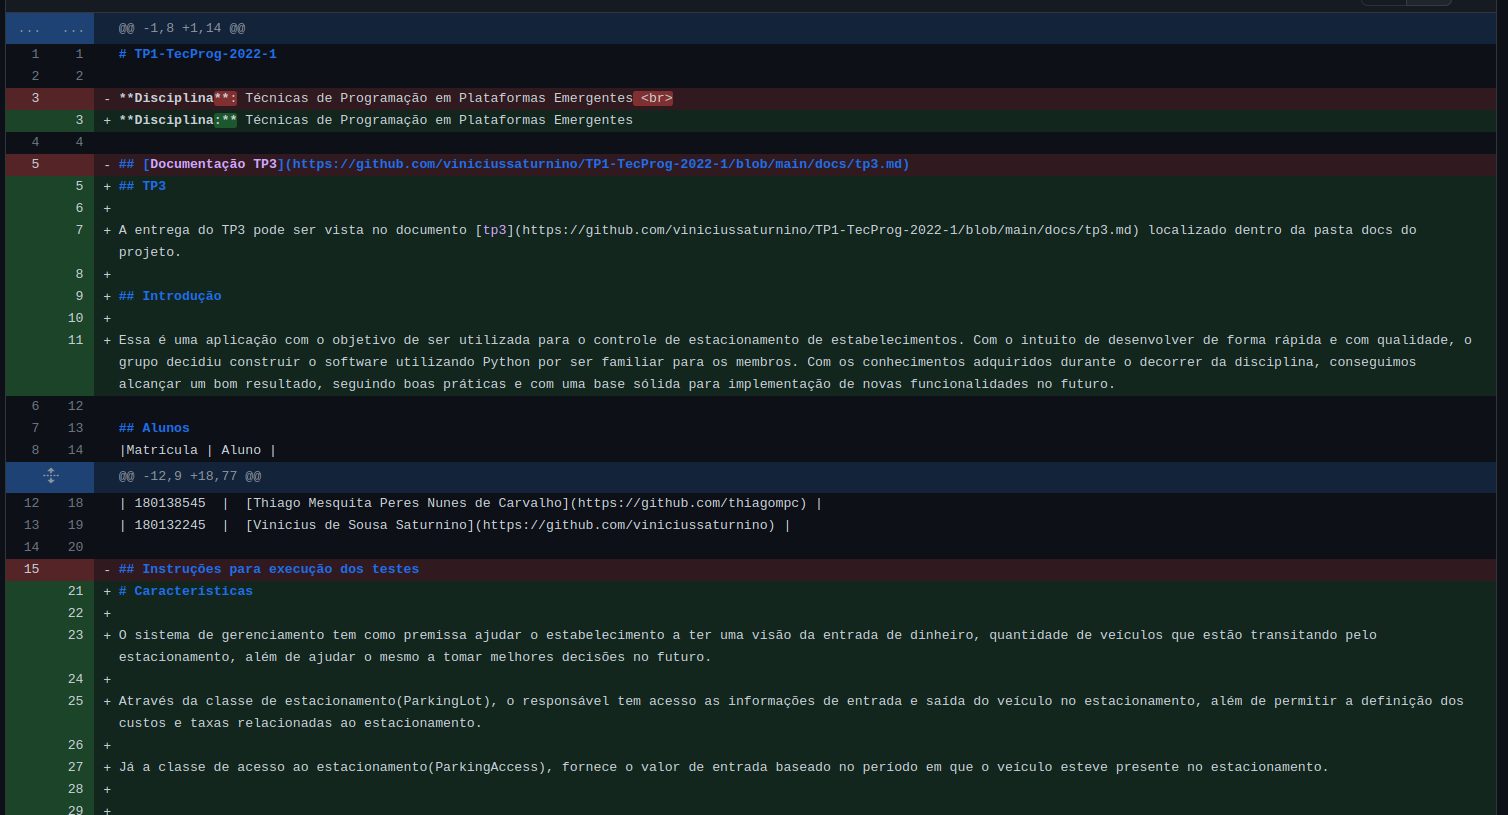 ... ... @@ -1,8 +1,14 @@
1 1 # TP1-TecProg-2022-1
2 2
3 - **Disciplina**: Técnicas de Programação em Plataformas Emergentes <br>
3 + **Disciplina:** Técnicas de Programação em Plataformas Emergentes
4 4
5 - ## [Documentação TP3](https://github.com/viniciussaturnino/TP1-TecProg-2022-1/blob/main/docs/tp3.md)
5 + ## TP3
6 +
7 + A entrega do TP3 pode ser vista no documento [tp3](https://github.com/viniciussaturnino/TP1-TecProg-2022-1/blob/main/docs/tp3.md) localizado dentro da pasta docs do
projeto.
8 +
9 + ## Introdução
10 +
11 + Essa é uma aplicação com o objetivo de ser utilizada para o controle de estacionamento de estabelecimentos. Com o intuito de desenvolver de forma rápida e com qualidade, o
grupo decidiu construir o software utilizando Python por ser familiar para os membros. Com os conhecimentos adquiridos durante o decorrer da disciplina, conseguimos
alcançar um bom resultado, seguindo boas práticas e com uma base sólida para implementação de novas funcionalidades no futuro.
6 12
7 13 ## Alunos
8 14 |Matrícula | Aluno |
@@ -12,9 +18,77 @@
12 18 | 180138545 | [Thiago Mesquita Peres Nunes de Carvalho](https://github.com/thiagompc) |
13 19 | 180132245 | [Vinicius de Sousa Saturnino](https://github.com/viniciussaturnino) |
14 20
15 - ## Instruções para execução dos testes
21 + # Características
22 +
23 + O sistema de gerenciamento tem como premissa ajudar o estabelecimento a ter uma visão da entrada de dinheiro, quantidade de veículos que estão transitando pelo
estacionamento, além de ajudar o mesmo a tomar melhores decisões no futuro.
24 +
25 + Através da classe de estacionamento(ParkingLot), o responsável tem acesso as informações de entrada e saída do veículo no estacionamento, além de permitir a definição dos
custos e taxas relacionadas ao estacionamento.
26 +
27 + Já a classe de acesso ao estacionamento(ParkingAccess), fornece o valor de entrada baseado no período em que o veículo esteve presente no estacionamento.
28 +
29 +